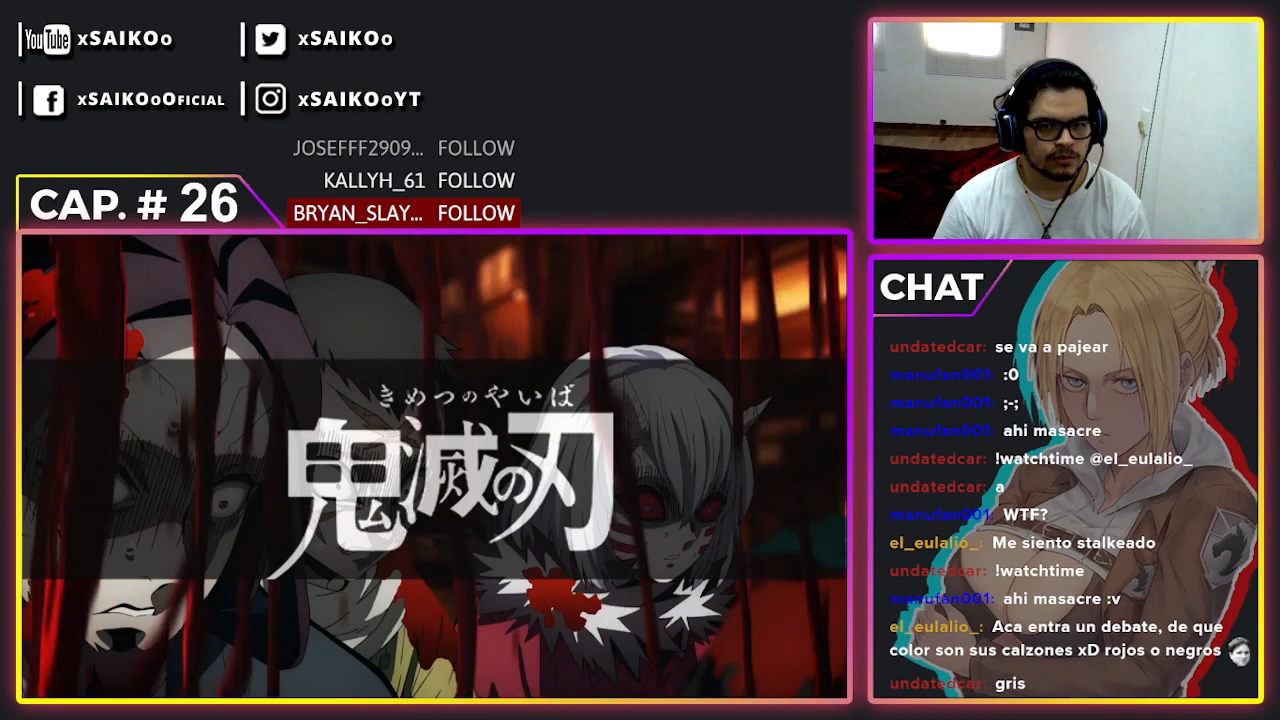 YouTube xSAIKOo
xSAIKOo
xSAIKOoOficial
xSAIKOoYT
JOSEFFF2909... FOLLOW
KALLYH_61 FOLLOW
BRYAN_SLAY... FOLLOW
CAP. # 26
きめつのやいば
鬼滅の刃
CHAT
undatedcar: se va a pajear
manufan001: :0
manufan001: ;-;
manufan001: ahi masacre
undatedcar: !watchtime @el_eulalio_
undatedcar: a
manufan001: WTF?
el_eulalio_: Me siento stalkeado
undatedcar: !watchtime
manufan001: ahi masacre :v
el_eulalio_: Aca entra un debate, de que
color son sus calzones xD rojos o negros
undatedcar: gris